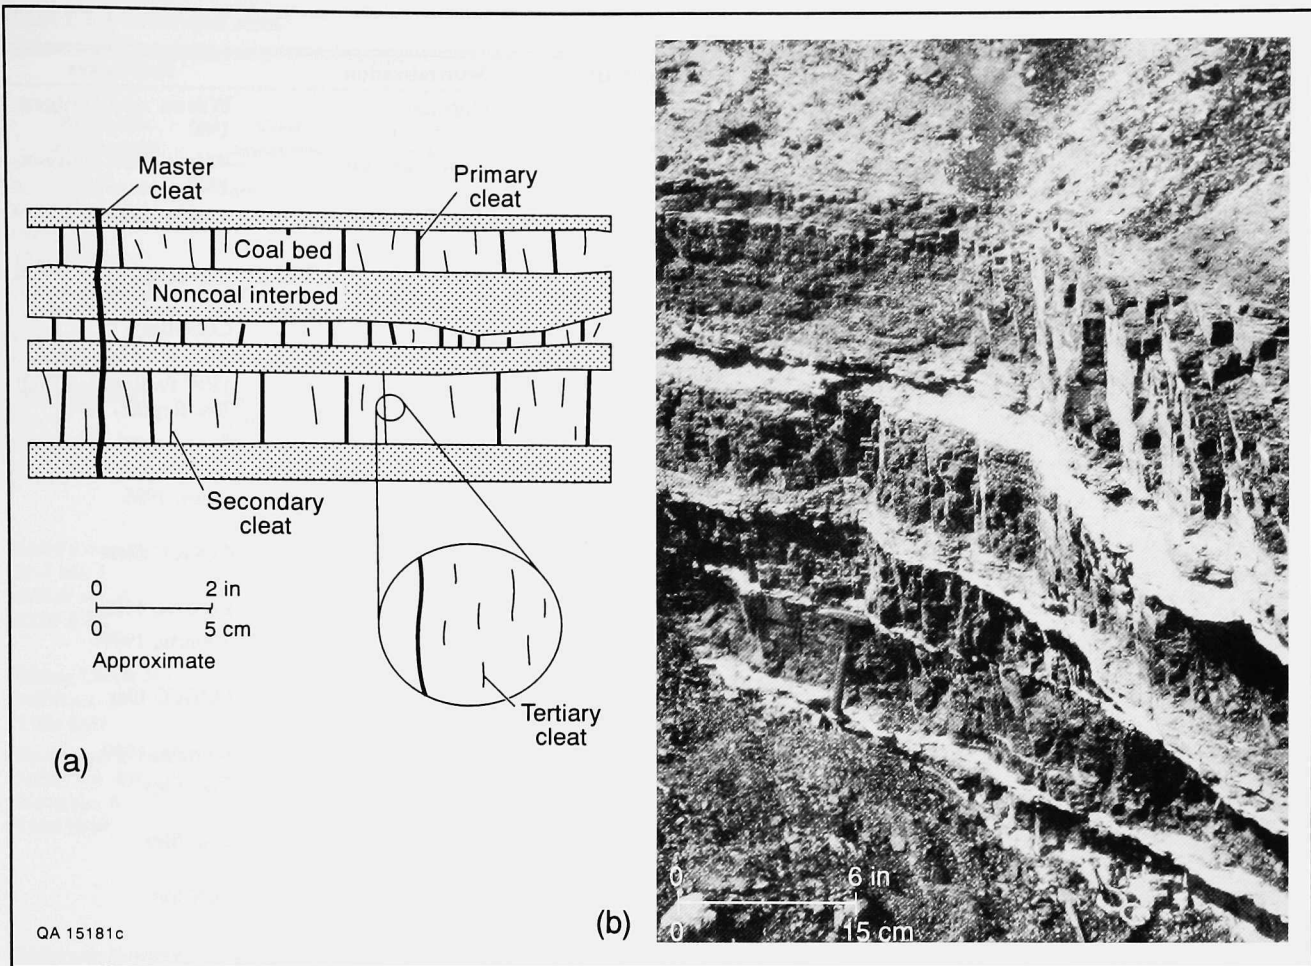 Master
cleat
Primary
cleat
Coal bed
Noncoal interbed
Secondary
cleat
0 2 in
0 5 cm
Approximate
Tertiary
cleat
(a)
QA 15181c
0 6 in
0 15 cm
(b)